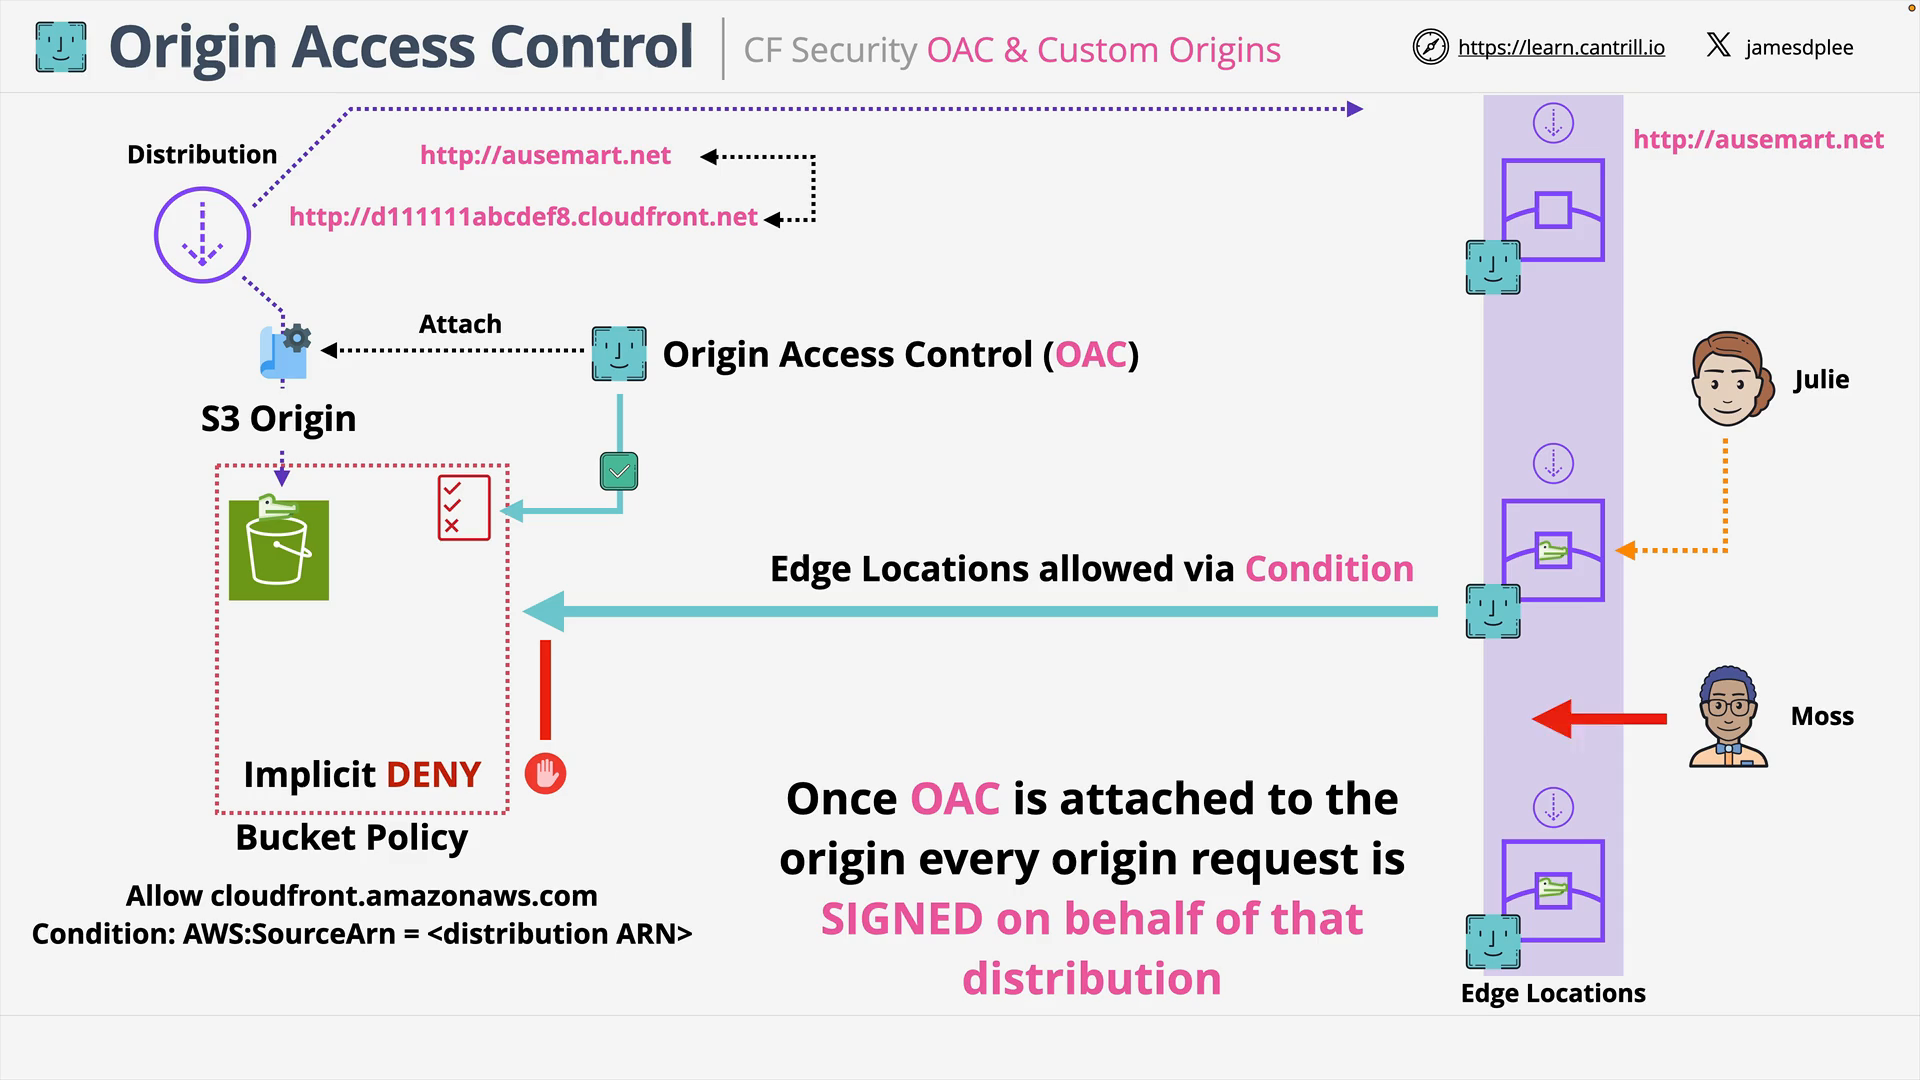 Origin Access Control
CF Security OAC & Custom Origins
https://learn.cantrill.io
jamesdplee
Distribution
http://ausemart.net
http://d111111abcdef8.cloudfront.net
http://ausemart.net
Attach
Origin Access Control (OAC)
S3 Origin
Julie
Edge Locations allowed via Condition
Moss
Implicit DENY
Bucket Policy
Allow cloudfront.amazonaws.com
Condition: AWS:SourceArn = <distribution ARN>
Once OAC is attached to the
origin every origin request is
SIGNED on behalf of that
distribution
Edge Locations